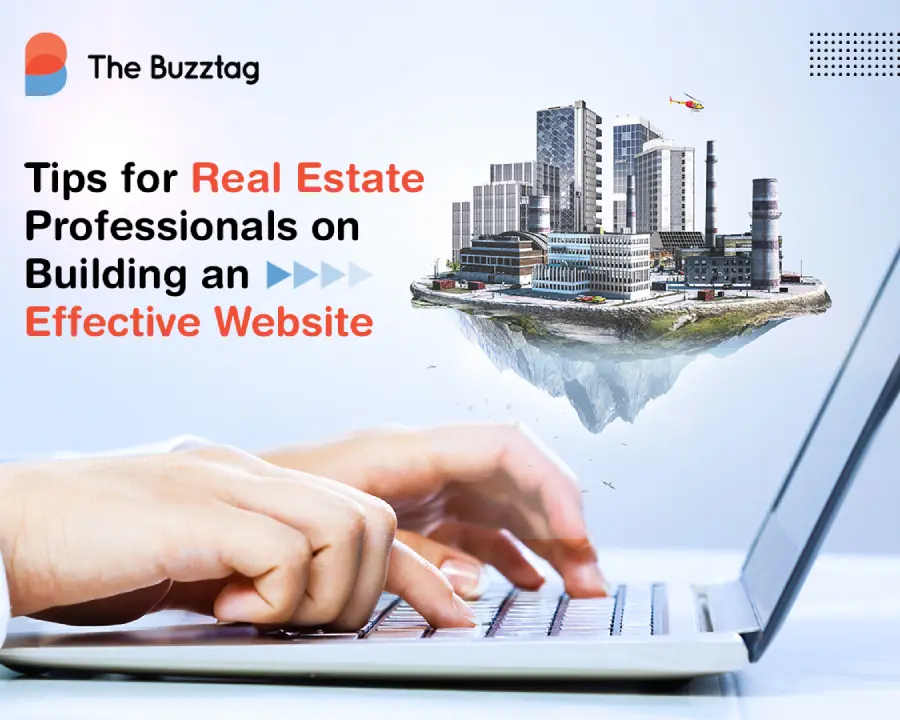 The Buzztag
Tips for Real Estate
Professionals on
Building an
Effective Website